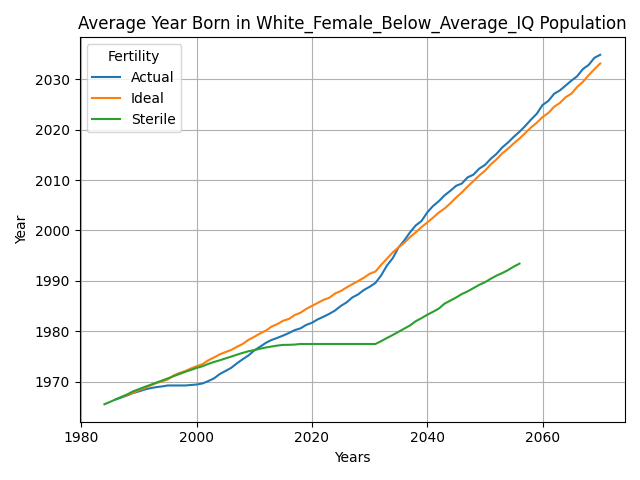 Average Year Born in White_Female_Below_Average_IQ Population
Fertility
Actual
Ideal
Sterile
Year
2030
2020
2010
2000
1990
1980
1970
1980
2000
2020
2040
2060
Years